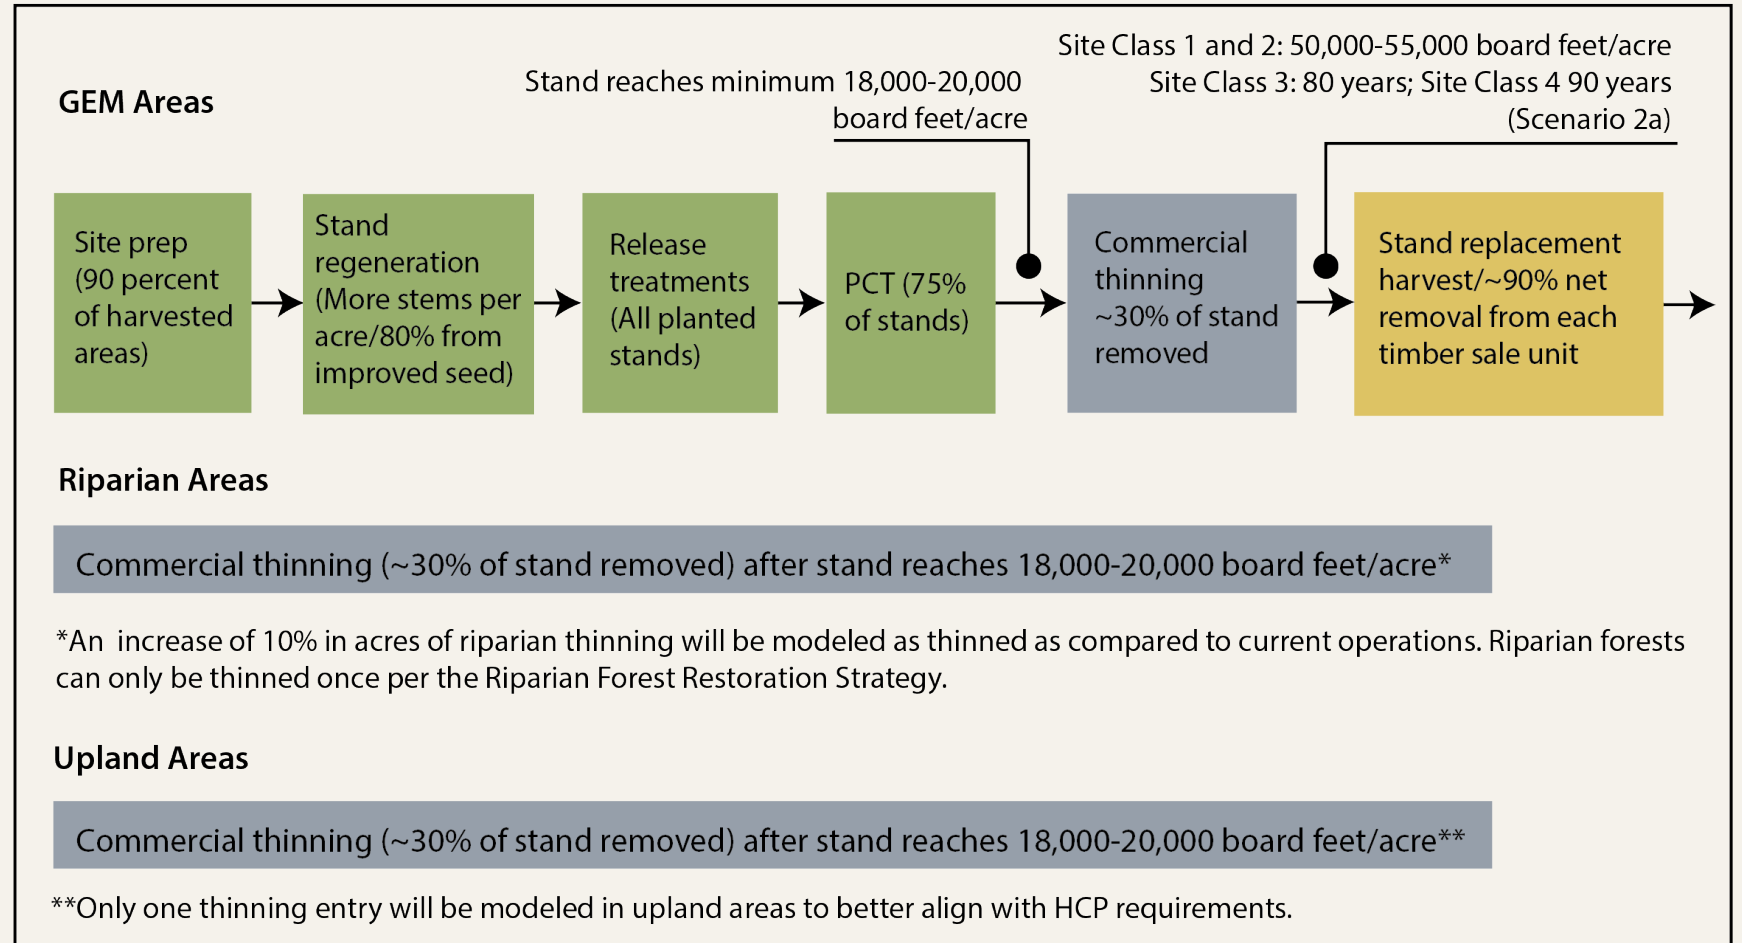 Site Class 1 and 2: 50,000-55,000 board feet/acre
Site Class 3: 80 years; Site Class 4 90 years
(Scenario 2a)
Stand reaches minimum 18,000-20,000
board feet/acre
GEM Areas
Site prep
(90 percent
of harvested
areas)
Stand
regeneration
(More stems per
acre/80% from
improved seed)
Release
treatments
(All planted
stands)
PCT (75%
of stands)
Commercial
thinning
~30% of stand
removed
Stand replacement
harvest/~90% net
removal from each
timber sale unit
Riparian Areas
Commercial thinning (~30% of stand removed) after stand reaches 18,000-20,000 board feet/acre*
*An increase of 10% in acres of riparian thinning will be modeled as thinned as compared to current operations. Riparian forests
can only be thinned once per the Riparian Forest Restoration Strategy.
Upland Areas
Commercial thinning (~30% of stand removed) after stand reaches 18,000-20,000 board feet/acre**
**Only one thinning entry will be modeled in upland areas to better align with HCP requirements.